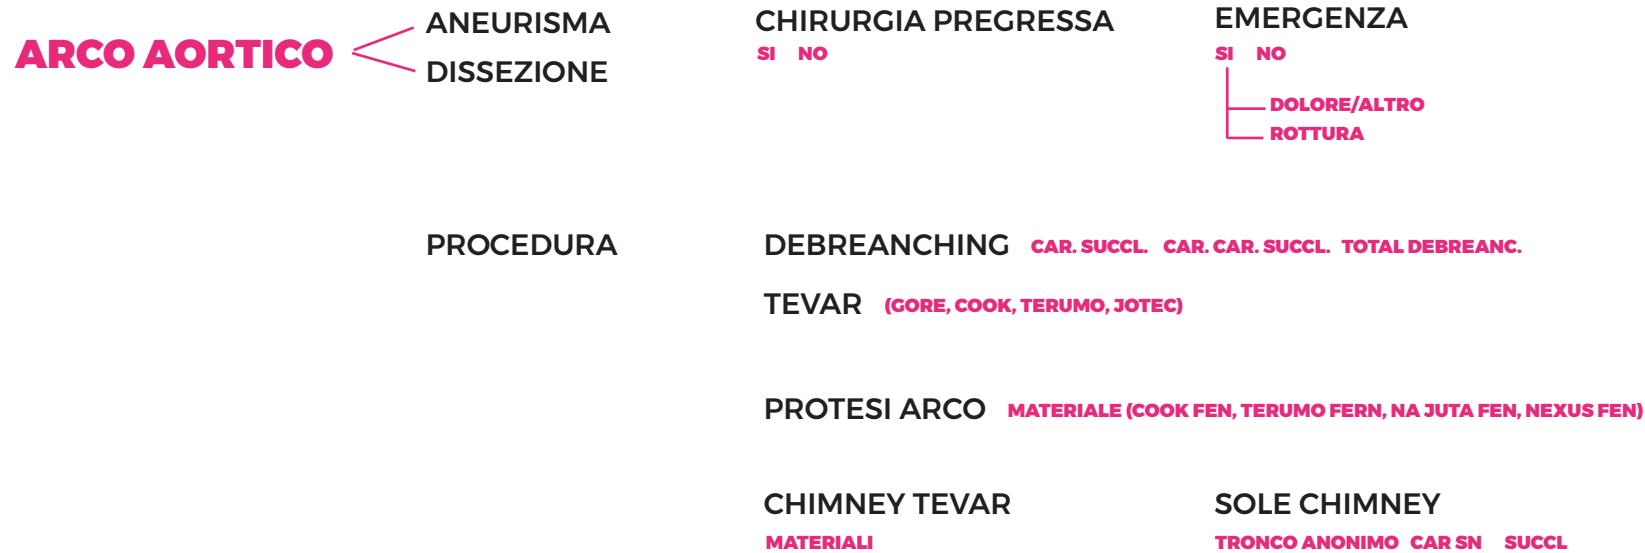 ARCO AORTICO
ANEURISMA
DISSEZIONE
CHIRURGIA PREGRESSA
SI NO
EMERGENZA
SI NO
DOLORE/ALTRO
ROTTURA
PROCEDURA
DEBREANCHING CAR. SUCCL. CAR. CAR. SUCCL. TOTAL DEBREANC.
TEVAR (GORE, COOK, TERUMO, JOTEC)
PROTESI ARCO MATERIALE (COOK FEN, TERUMO FERN, NA JUTA FEN, NEXUS FEN)
CHIMNEY TEVAR
MATERIALI
SOLE CHIMNEY
TRONCO ANONIMO CAR SN SUCCL